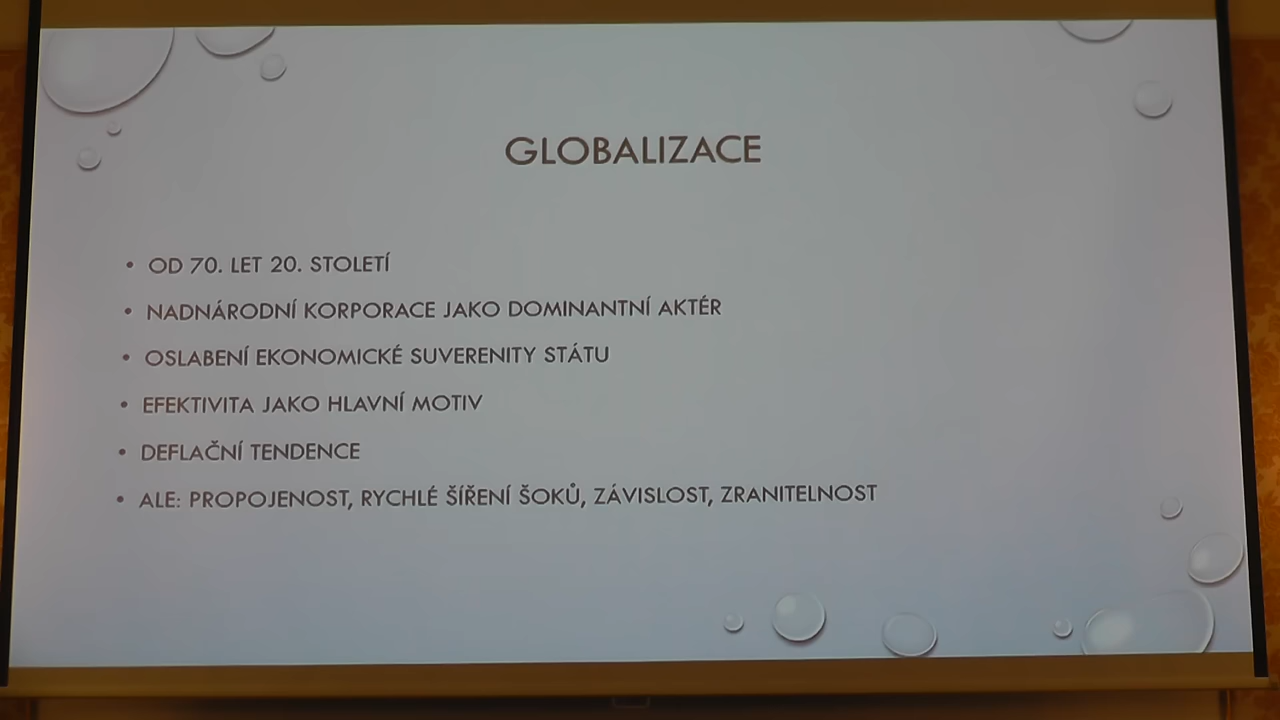 GLOBALIZACE
• OD 70. LET 20. STOLETÍ
• NADNÁRODNÍ KORPORACE JAKO DOMINANTNÍ AKTÉR
• OSLABENÍ EKONOMICKÉ SUVERENITY STÁTU
• EFEKTIVITA JAKO HLAVNÍ MOTIV
• DEFLAČNÍ TENDENCE
• ALE: PROPOJENOST, RYCHLÉ ŠÍŘENÍ ŠOKŮ, ZÁVISLOST, ZRANITELNOST